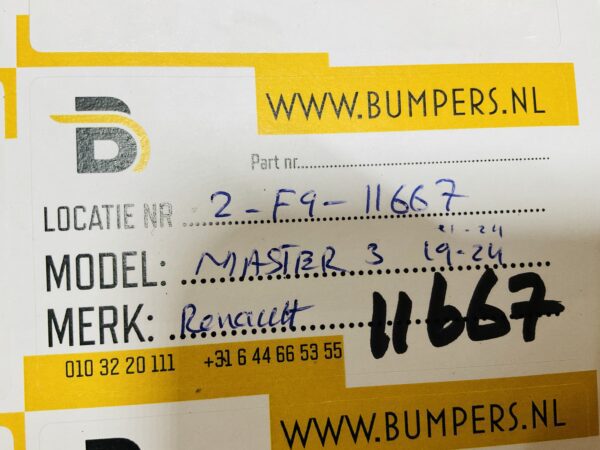 WWW.BUMPERS.NL
B
Part nr.
LOCATIE NR 2-F9-11667
21-24
MODEL: MASTER 3 19-24
MERK: Renault 11667
010 32 20 111 +31 6 44 66 53 55
WWW.BUMPERS.NL